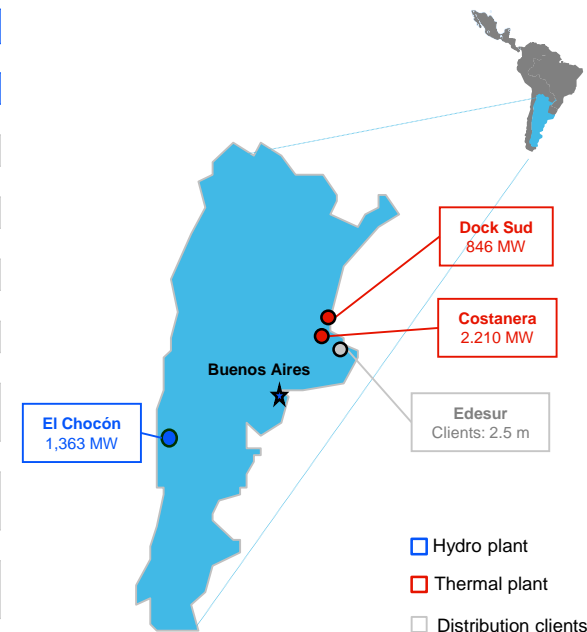 Dock Sud
846 MW
Costanera
2.210 MW
Buenos Aires
El Chocón
1,363 MW
Edesur
Clients: 2.5 m
Hydro plant
Thermal plant
Distribution clients